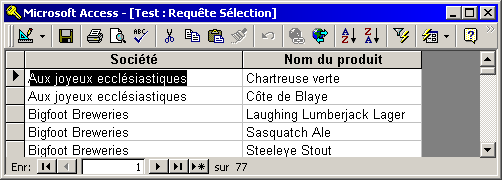 Microsoft Access - [Test : Requête Sélection]
ABC
A Z Z A
?
Société Nom du produit
Aux joyeux ecclésiastiques Chartreuse verte
Aux joyeux ecclésiastiques Côte de Blaye
Bigfoot Breweries Laughing Lumberjack Lager
Bigfoot Breweries Sasquatch Ale
Bigfoot Breweries Steeleye Stout
Enr: 1 sur 77